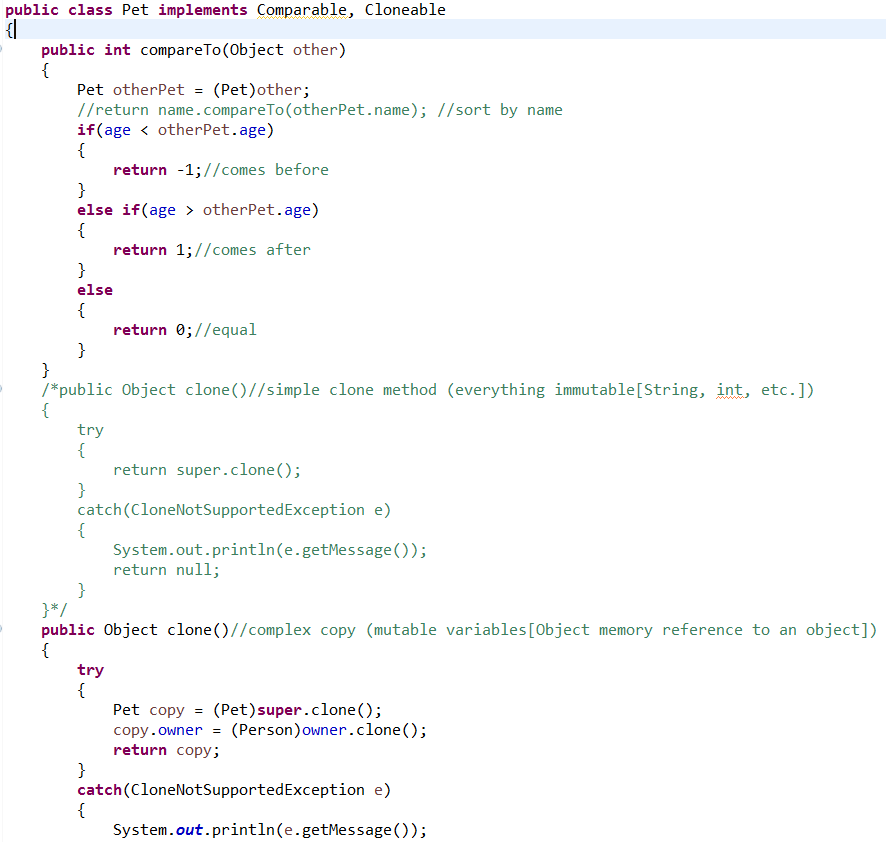 public class Pet implements Comparable, Cloneable
{
    public int compareTo(Object other)
    {
        Pet otherPet = (Pet)other;
        //return name.compareTo(otherPet.name); //sort by name
        if(age < otherPet.age)
        {
            return -1;//comes before
        }
        else if(age > otherPet.age)
        {
            return 1;//comes after
        }
        else
        {
            return 0;//equal
        }
    }
    /*public Object clone()//simple clone method (everything immutable[String, int, etc.])
    {
        try
        {
            return super.clone();
        }
        catch(CloneNotSupportedException e)
        {
            System.out.println(e.getMessage());
            return null;
        }
    }*/
    public Object clone()//complex copy (mutable variables[Object memory reference to an object])
    {
        try
        {
            Pet copy = (Pet)super.clone();
            copy.owner = (Person)owner.clone();
            return copy;
        }
        catch(CloneNotSupportedException e)
        {
            System.out.println(e.getMessage());